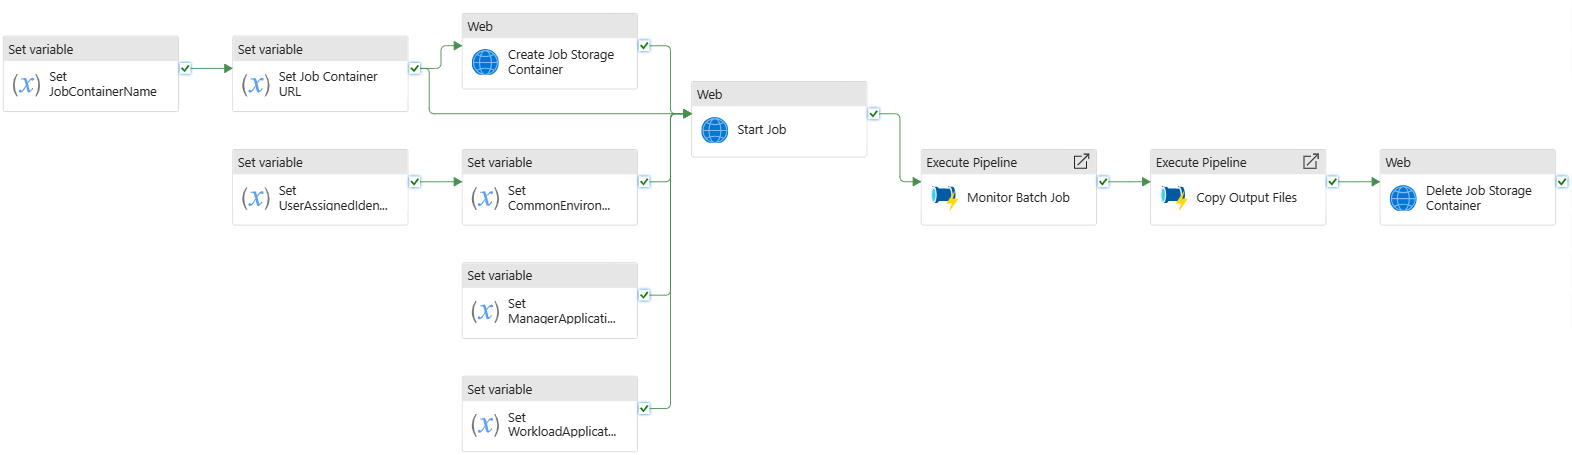 Set variable
(x)
Set
JobContainerName
Set variable
(x)
Set Job Container
URL
Web
Create Job Storage
Container
Set variable
(x)
Set
UserAssignedIden...
Set variable
(x)
Set
CommonEnviron...
Set variable
(x)
Set
ManagerApplicati...
Set variable
(x)
Set
WorkloadApplicat...
Web
Start Job
Execute Pipeline
Monitor Batch Job
Execute Pipeline
Copy Output Files
Web
Delete Job Storage
Container